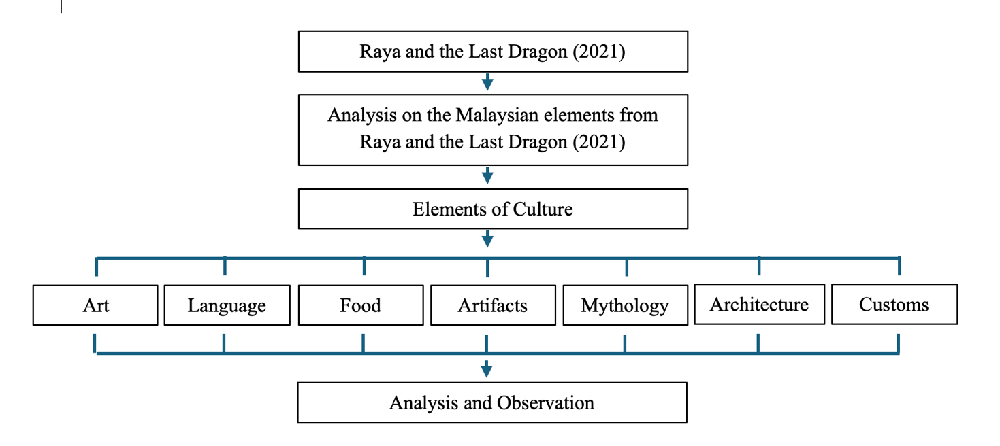 Raya and the Last Dragon (2021)
Analysis on the Malaysian elements from
Raya and the Last Dragon (2021)
Elements of Culture
Art
Language
Food
Artifacts
Mythology
Architecture
Customs
Analysis and Observation